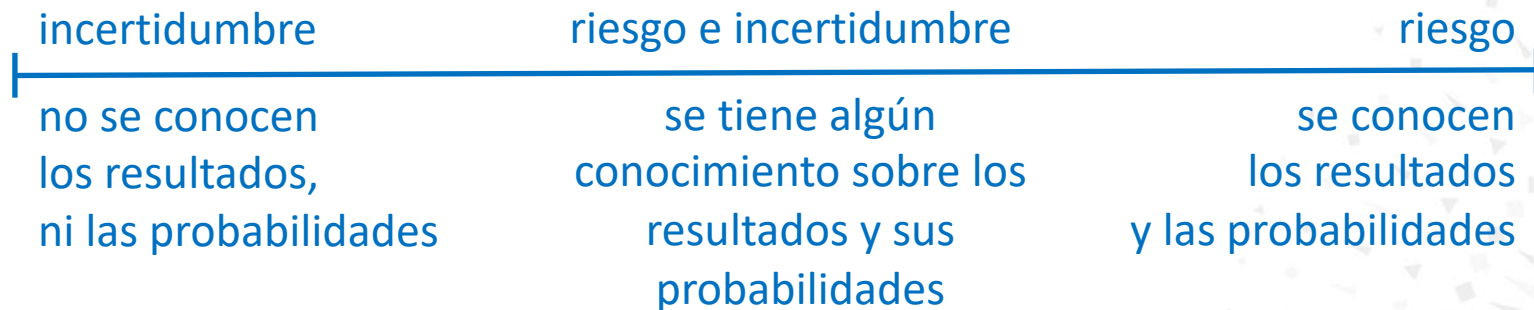 incertidumbre
riesgo e incertidumbre
riesgo
no se conocen
los resultados,
ni las probabilidades
se tiene algún
conocimiento sobre los
resultados y sus
probabilidades
se conocen
los resultados
y las probabilidades